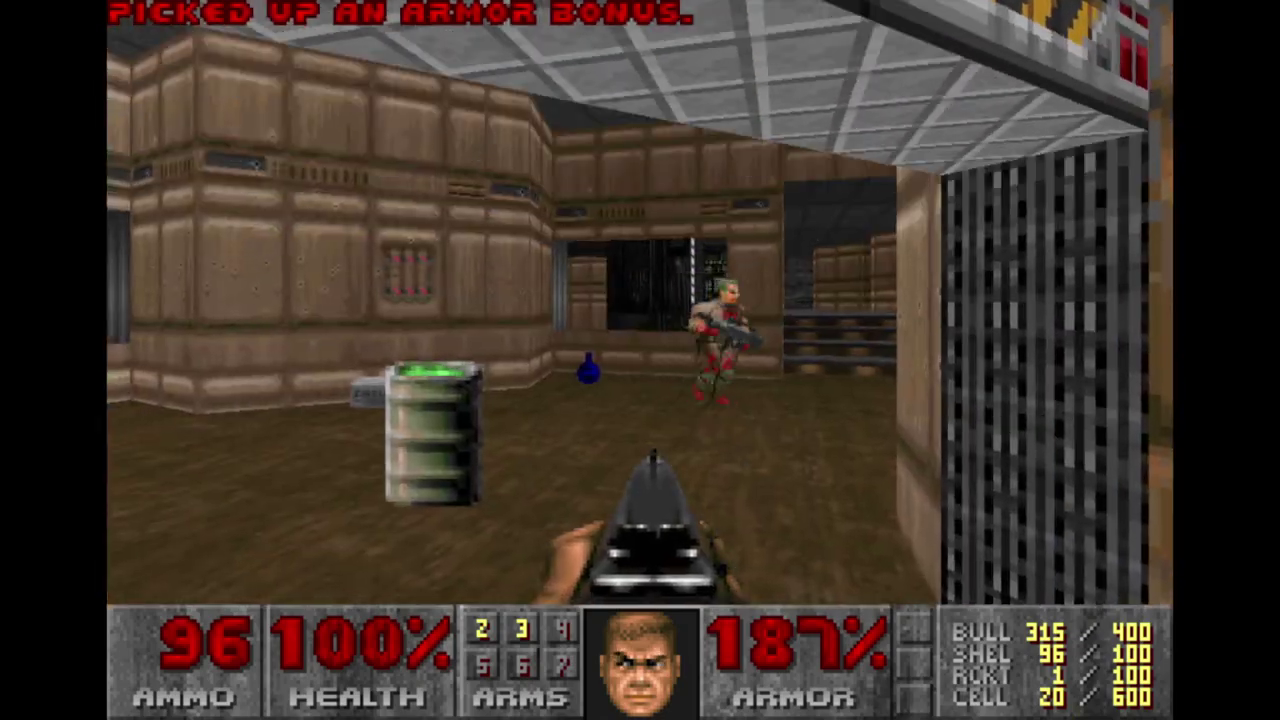 PICKED UP AN ARMOR BONUS.
96 100% 2 3 4 187%
5 6 7
AMMO HEALTH ARMS ARMOR
BULL 315 / 400
SHEL 96 / 100
RCKT 1 / 100
CELL 20 / 600